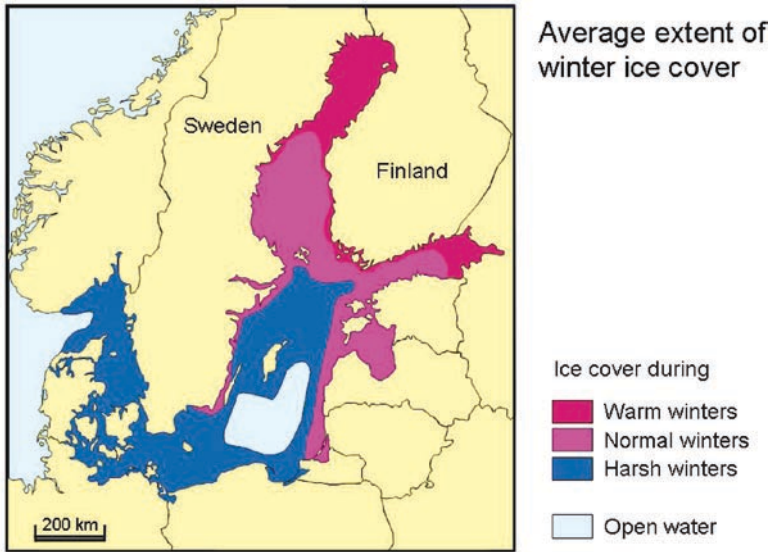 Average extent of
winter ice cover
Sweden
Finland
Ice cover during
Warm winters
Normal winters
Harsh winters
Open water
200 km